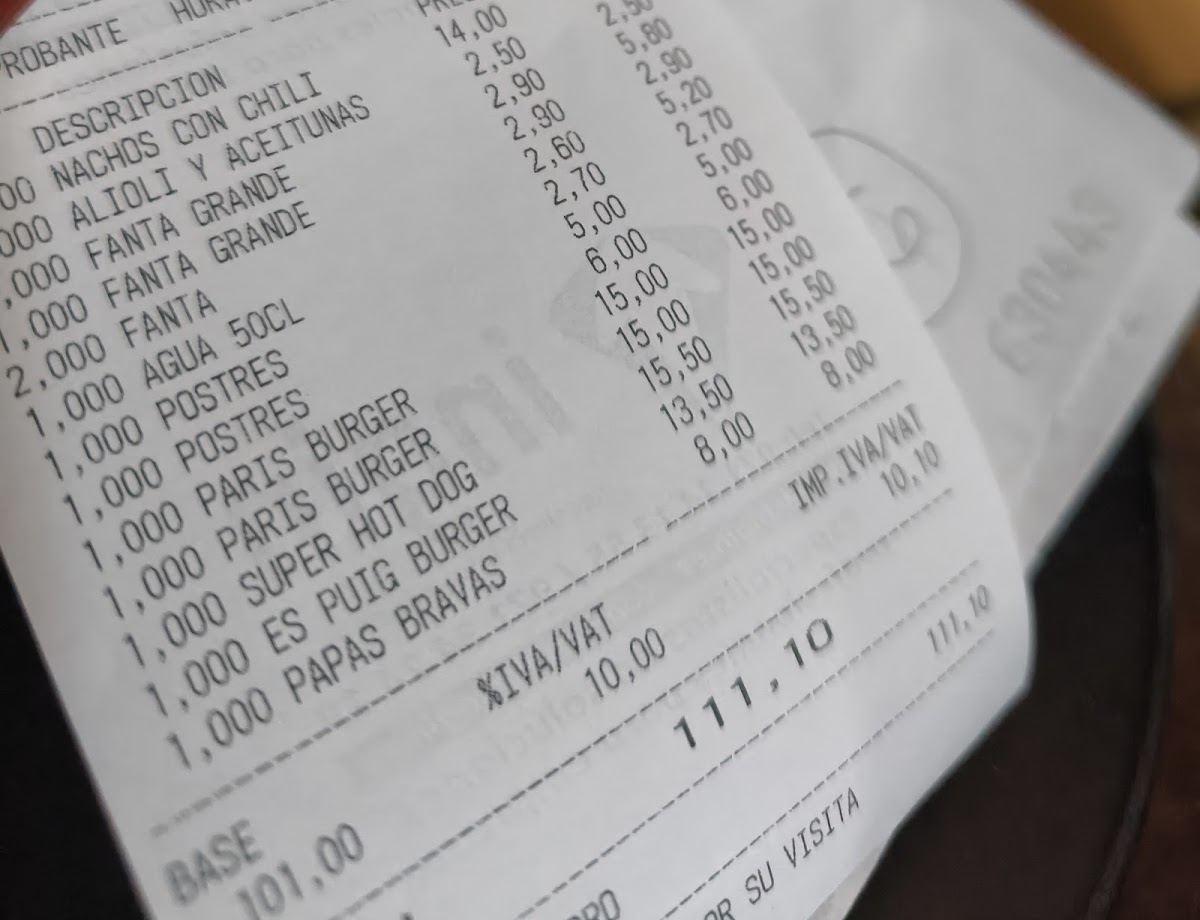 PROBANTE HORA
DESCRIPCION PRE
00 NACHOS CON CHILI 14,00
000 ALIOLI Y ACEITUNAS 2,50 2,50
,000 FANTA GRANDE 2,90 5,80
1,000 FANTA GRANDE 2,90 2,90
2,000 FANTA 2,60 5,20
1,000 AGUA 50CL 2,70 2,70
1,000 POSTRES 5,00 5,00
1,000 POSTRES 6,00 6,00
1,000 PARIS BURGER 15,00 15,00
1,000 PARIS BURGER 15,00 15,00
1,000 SUPER HOT DOG 15,50 15,50
1,000 ES PUIG BURGER 13,50 13,50
1,000 PAPAS BRAVAS 8,00 8,00
BASE %IVA/VAT IMP.IVA/VAT
101,00 10,00 10,10
111,10
111,10
OR SU VISITA